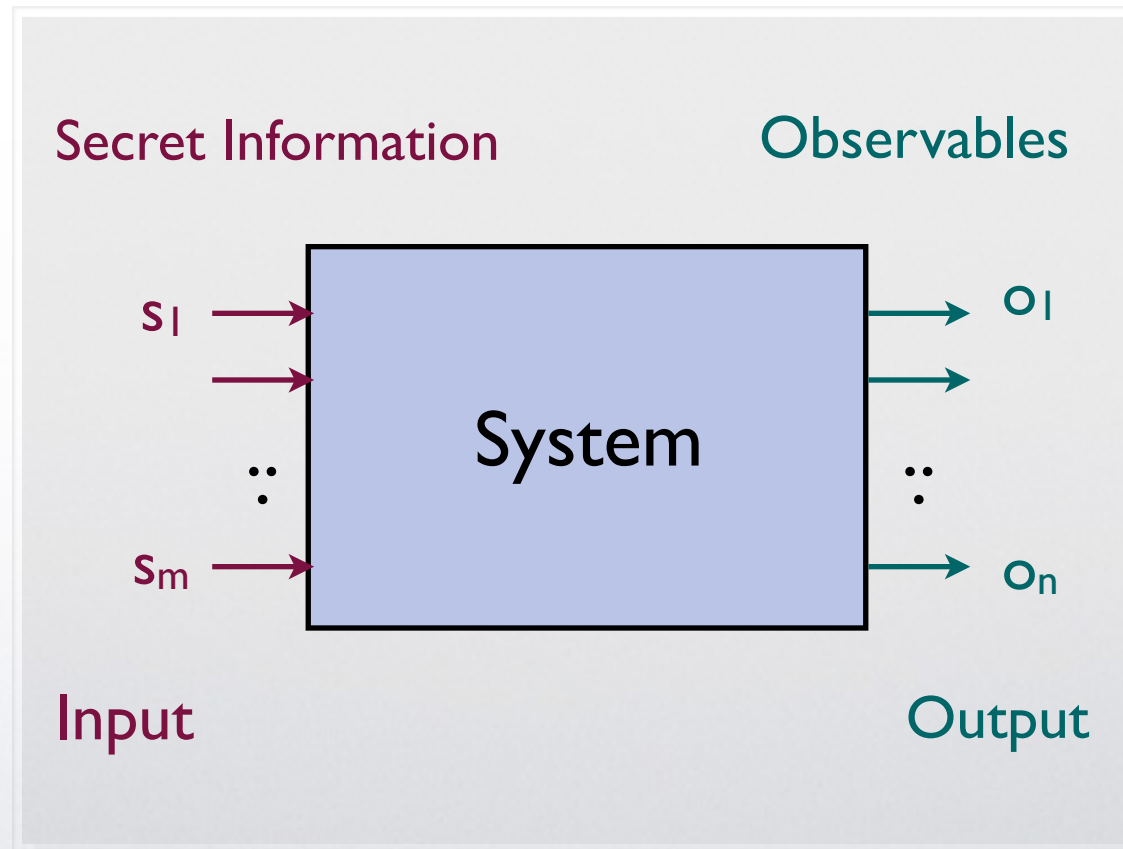 Secret Information
Observables
s1
o1
System
sm
on
Input
Output